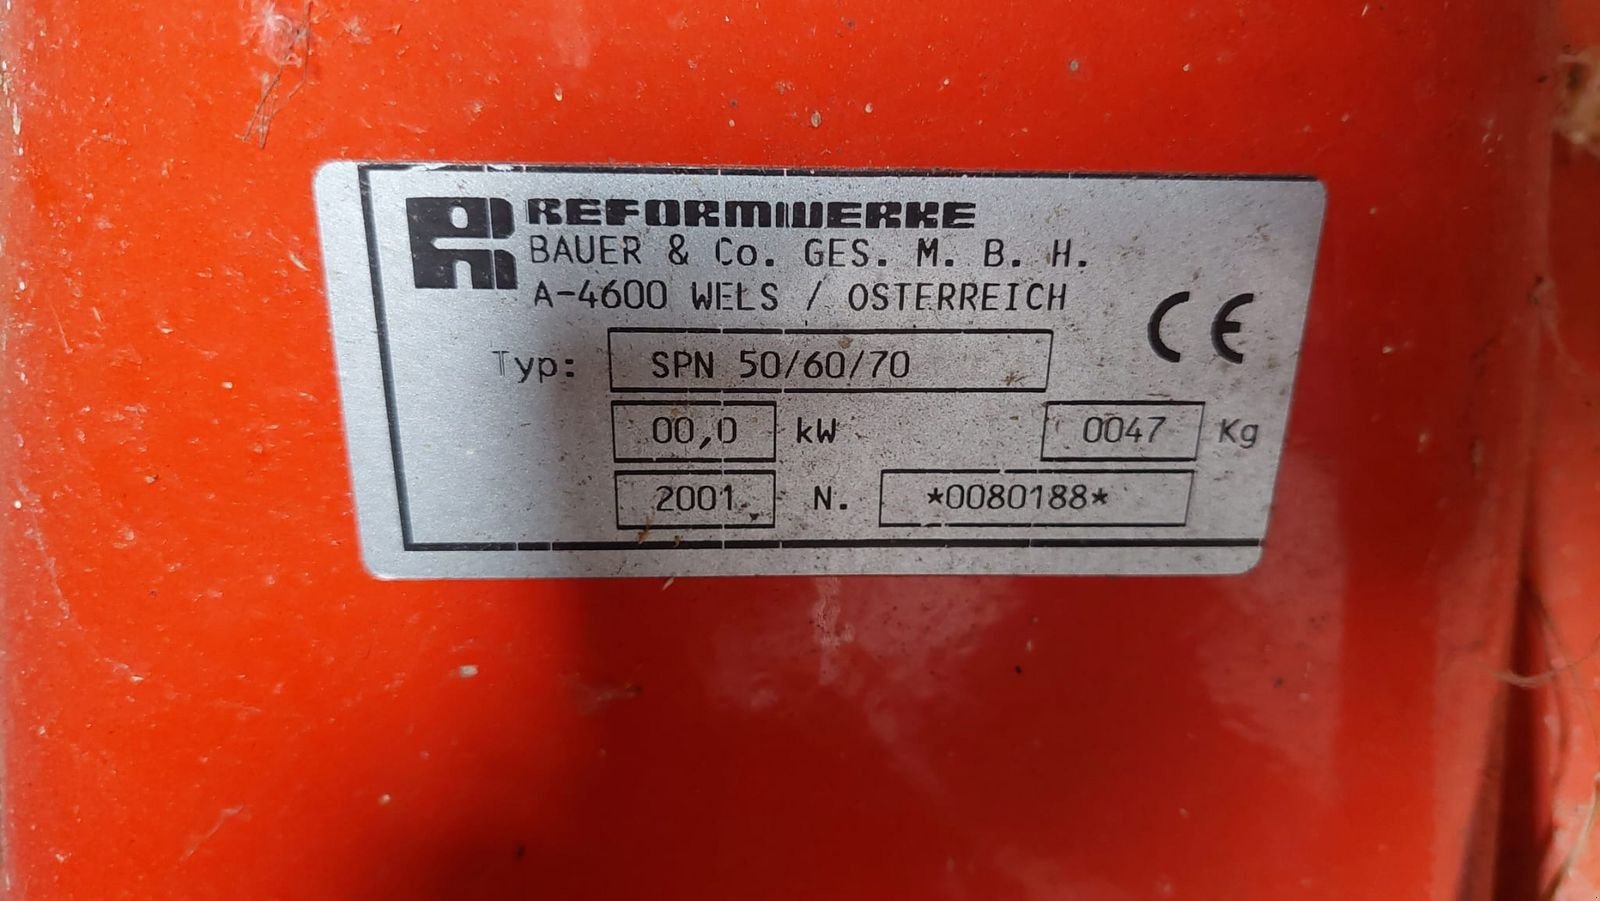 REFORMWERKE
BAUER & Co. GES. M. B. H.
A-4600 WELS / OSTERREICH
CE
Typ: SPN 50/60/70
00,0 kW 0047 Kg
2001 N. *0080188*